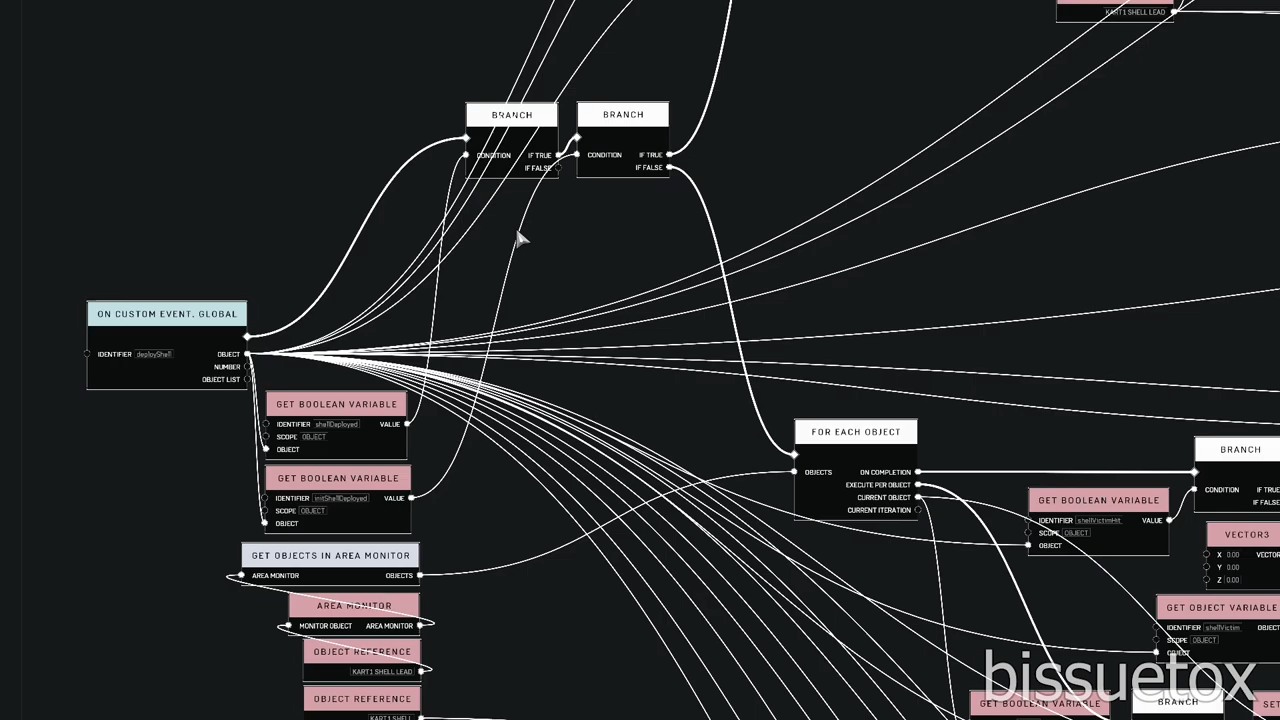 KART1 SHELL LEAD
BRANCH
CONDITION IF TRUE
IF FALSE
BRANCH
CONDITION IF TRUE
IF FALSE
ON CUSTOM EVENT, GLOBAL
IDENTIFIER deployShell OBJECT
NUMBER
OBJECT LIST
GET BOOLEAN VARIABLE
IDENTIFIER shellDeployed VALUE
SCOPE OBJECT
OBJECT
GET BOOLEAN VARIABLE
IDENTIFIER initShellDeployed VALUE
SCOPE OBJECT
OBJECT
GET OBJECTS IN AREA MONITOR
AREA MONITOR OBJECTS
AREA MONITOR
MONITOR OBJECT AREA MONITOR
OBJECT REFERENCE
KART1 SHELL LEAD
OBJECT REFERENCE
KART1 SHELL
FOR EACH OBJECT
OBJECTS ON COMPLETION
EXECUTE PER OBJECT
CURRENT OBJECT
CURRENT ITERATION
GET BOOLEAN VARIABLE
IDENTIFIER shellVictimHit VALUE
SCOPE OBJECT
OBJECT
BRANCH
CONDITION IF TRUE
IF FALSE
VECTOR3
X 0.00 VECTOR
Y 0.00
Z 0.00
GET OBJECT VARIABLE
IDENTIFIER shellVictim OBJECT
SCOPE OBJECT
OBJECT
GET BOOLEAN VARIABLE
BRANCH
bissuetox